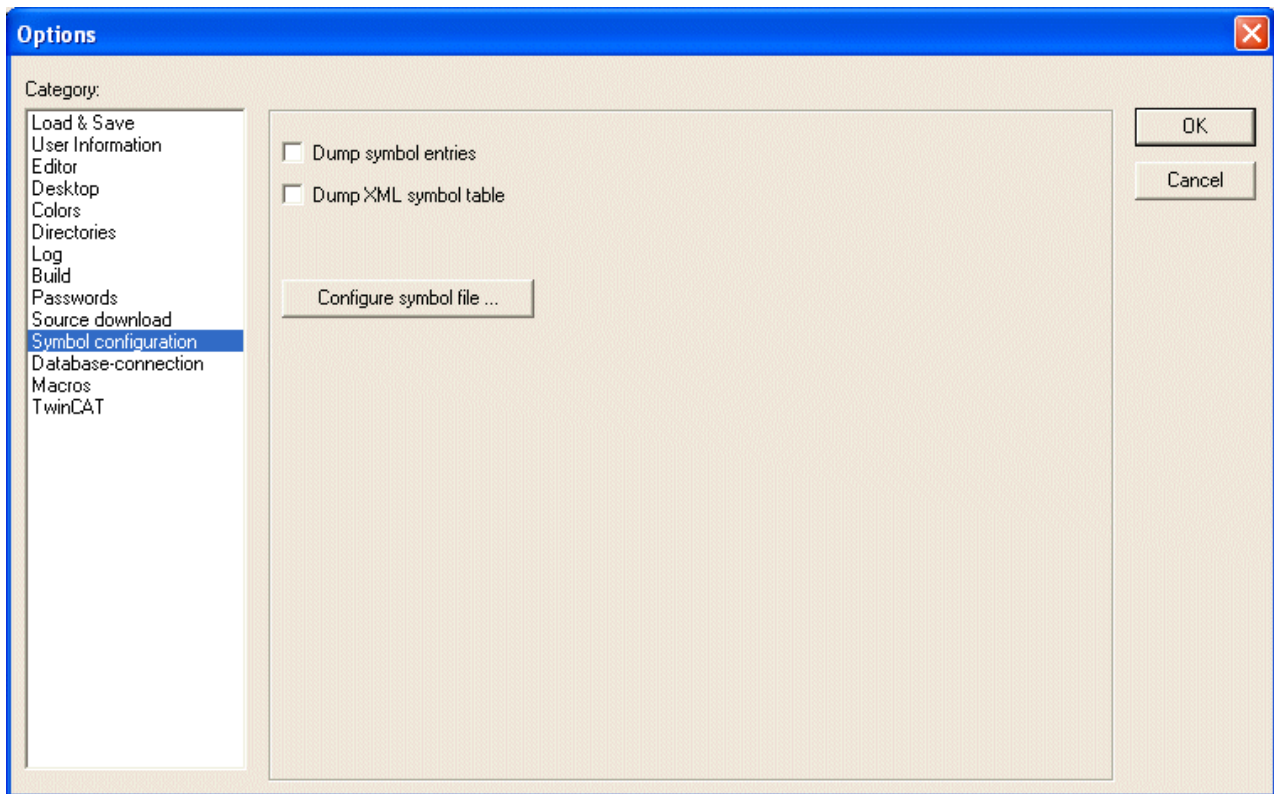 Options
Category:
Load & Save
User Information
Editor
Desktop
Colors
Directories
Log
Build
Passwords
Source download
Symbol configuration
Database-connection
Macros
TwinCAT
Dump symbol entries
Dump XML symbol table
Configure symbol file ...
OK
Cancel